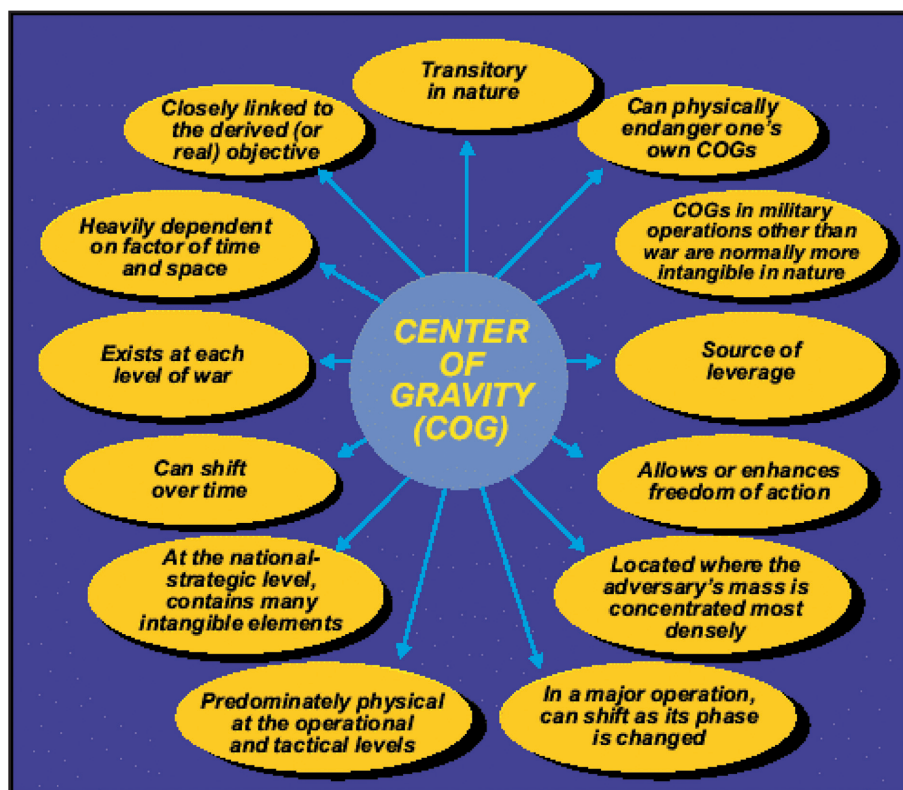 Transitory
in nature
Closely linked to
the derived (or
real) objective
Can physically
endanger one's
own COGs
Heavily dependent
on factor of time
and space
COGs in military
operations other than
war are normally more
intangible in nature
CENTER
OF
GRAVITY
(COG)
Exists at each
level of war
Source of
leverage
Can shift
over time
Allows or enhances
freedom of action
At the national-
strategic level,
contains many
intangible elements
Located where the
adversary's mass is
concentrated most
densely
Predominately physical
at the operational
and tactical levels
In a major operation,
can shift as its phase
is changed